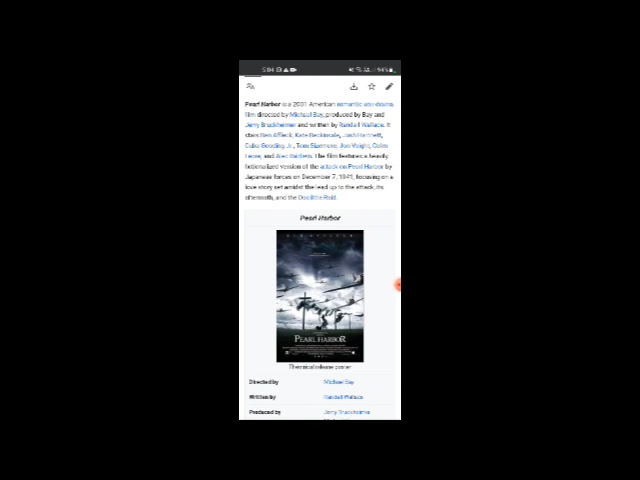 5:04
94%
Pearl Harbor is a 2001 American romantic war drama
film directed by Michael Bay, produced by Bay and
Jerry Bruckheimer and written by Randall Wallace. It
stars Ben Affleck, Kate Beckinsale, Josh Hartnett,
Cuba Gooding Jr., Tom Sizemore, Jon Voight, Colm
Feore, and Alec Baldwin. The film features a heavily
fictionalized version of the attack on Pearl Harbor by
Japanese forces on December 7, 1941, focusing on a
love story set amidst the lead up to the attack, its
aftermath, and the Doolittle Raid.
Pearl Harbor
PEARL HARBOR
Theatrical release poster
Directed by Michael Bay
Written by Randall Wallace
Produced by Jerry Bruckheimer